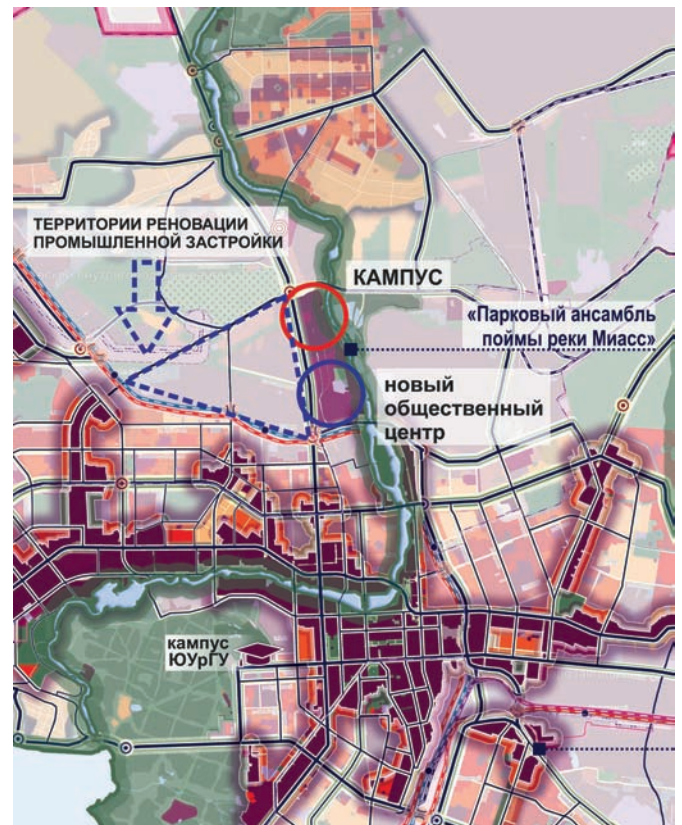 ТЕРРИТОРИИ РЕНОВАЦИИ
ПРОМЫШЛЕННОЙ ЗАСТРОЙКИ
КАМПУС
«Парковый ансамбль
поймы реки Миасс»
новый
общественный
центр
кампус
ЮУрГУ